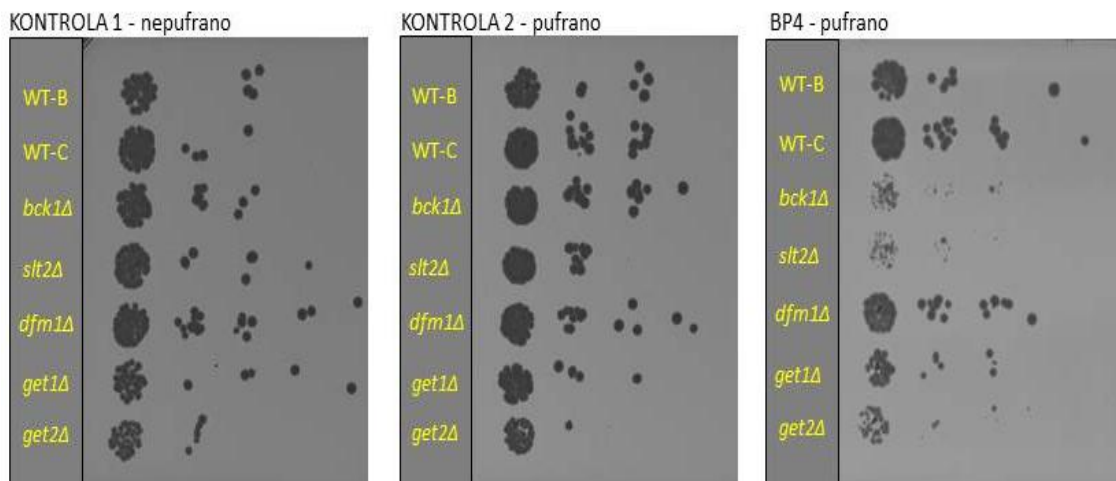 KONTROLA 1 - nepufrano
WT-B
WT-C
bck1Δ
slt2Δ
dfm1Δ
get1Δ
get2Δ
KONTROLA 2 - pufrano
WT-B
WT-C
bck1Δ
slt2Δ
dfm1Δ
get1Δ
get2Δ
BP4 - pufrano
WT-B
WT-C
bck1Δ
slt2Δ
dfm1Δ
get1Δ
get2Δ